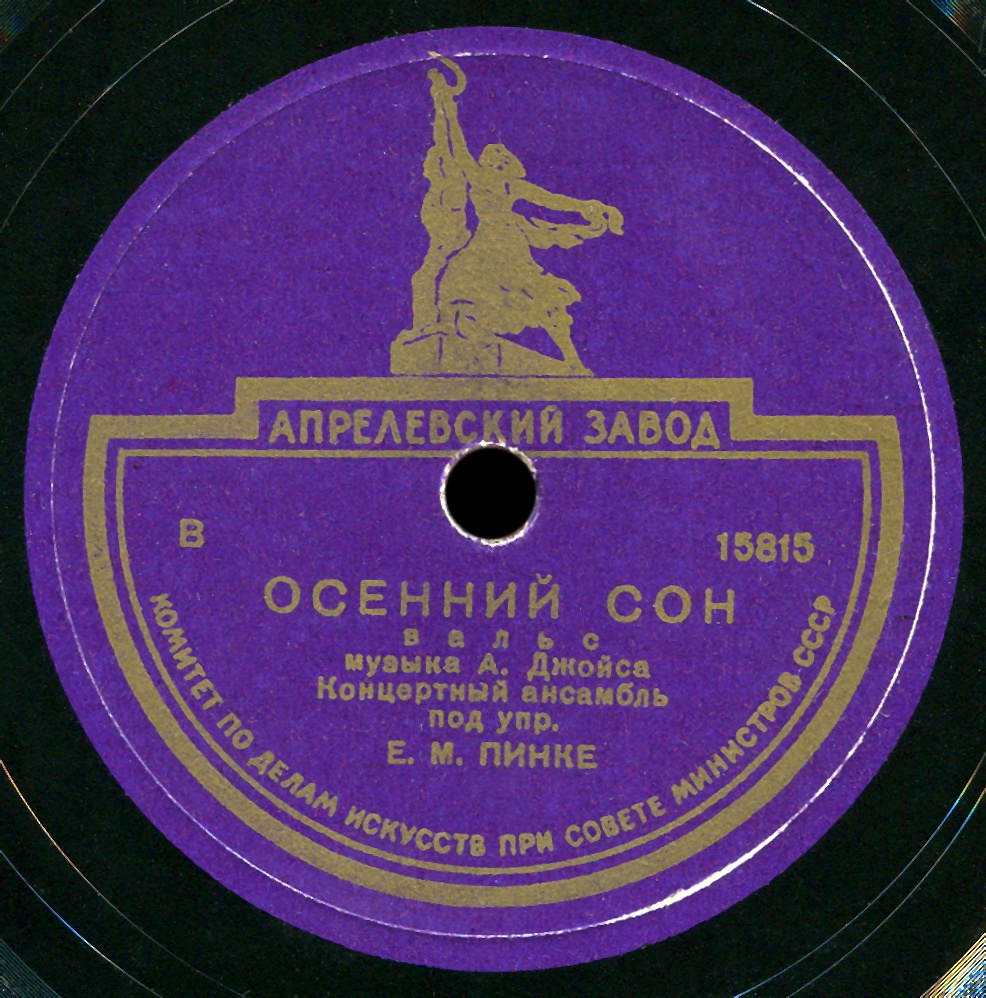 АПРЕЛЕВСКИЙ ЗАВОД
В
15815
ОСЕННИЙ СОН
вальс
музыка А. Джойса
Концертный ансамбль
под упр.
Е. М. ПИНКЕ
КОМИТЕТ ПО ДЕЛАМ ИСКУССТВ ПРИ СОВЕТЕ МИНИСТРОВ СССР